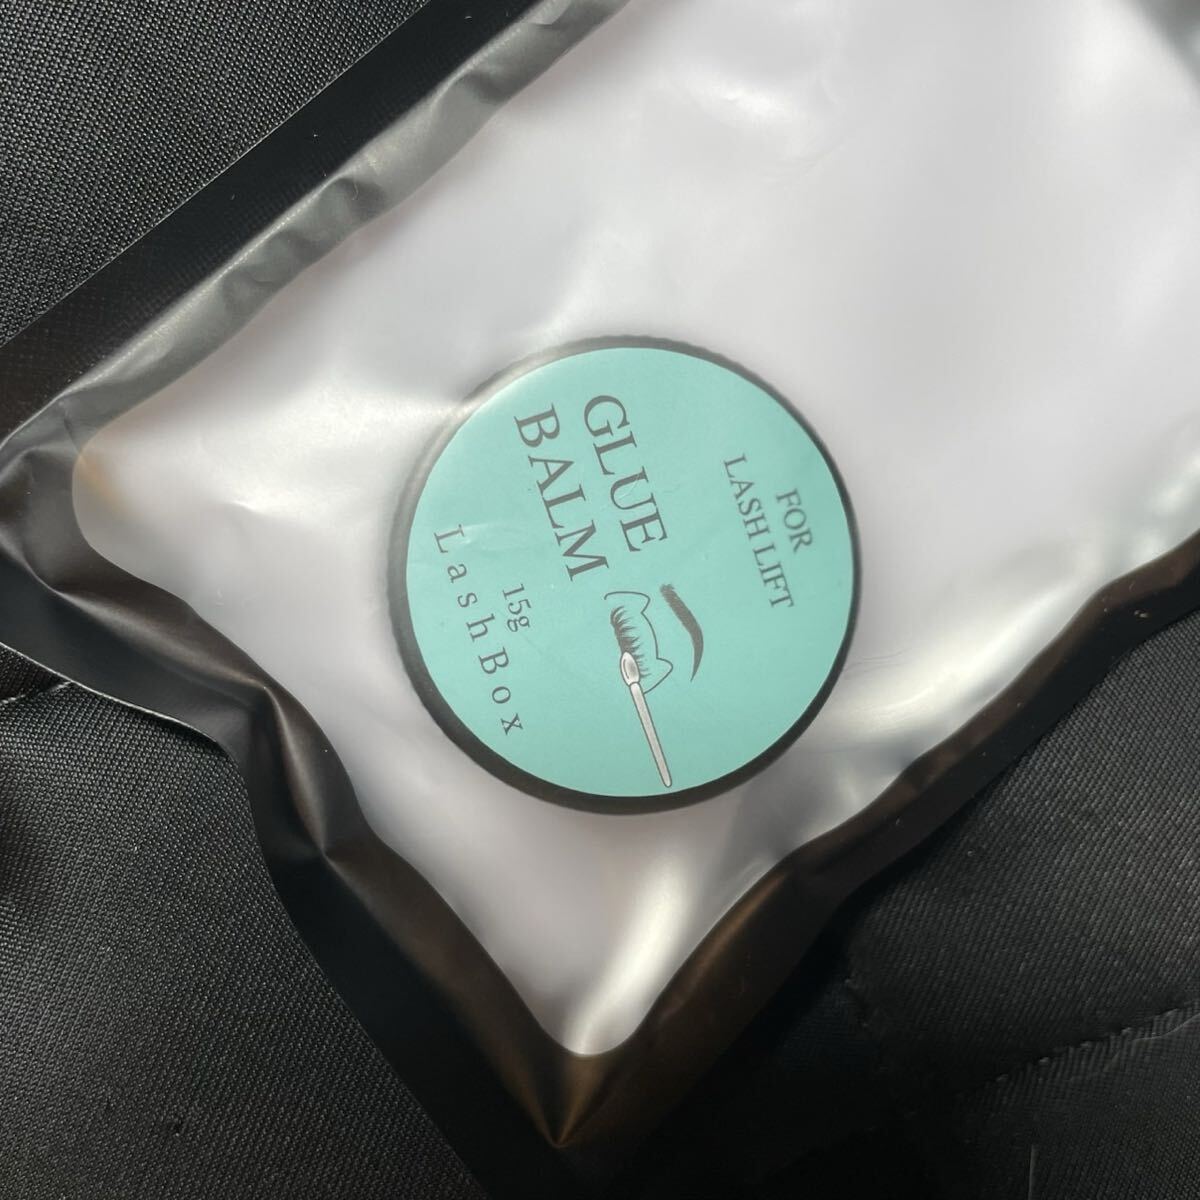 FOR
LASH LIFT
GLUE
BALM
15g
LashBox